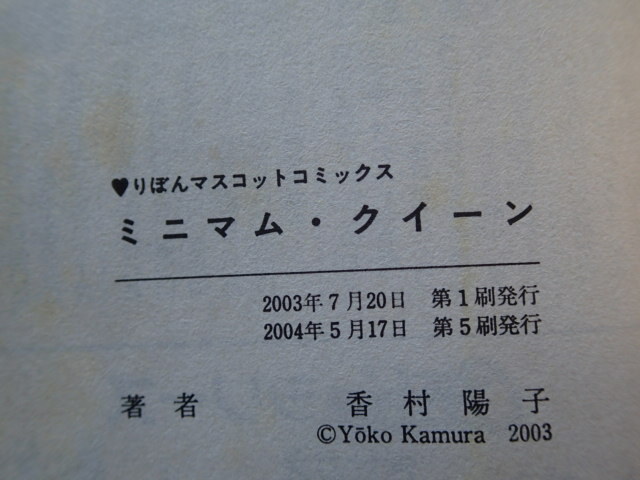 ♥りぼんマスコットコミックス
ミニマム・クイーン
2003年7月20日 第1刷発行
2004年5月17日 第5刷発行
著者 香村陽子
©Yōko Kamura 2003